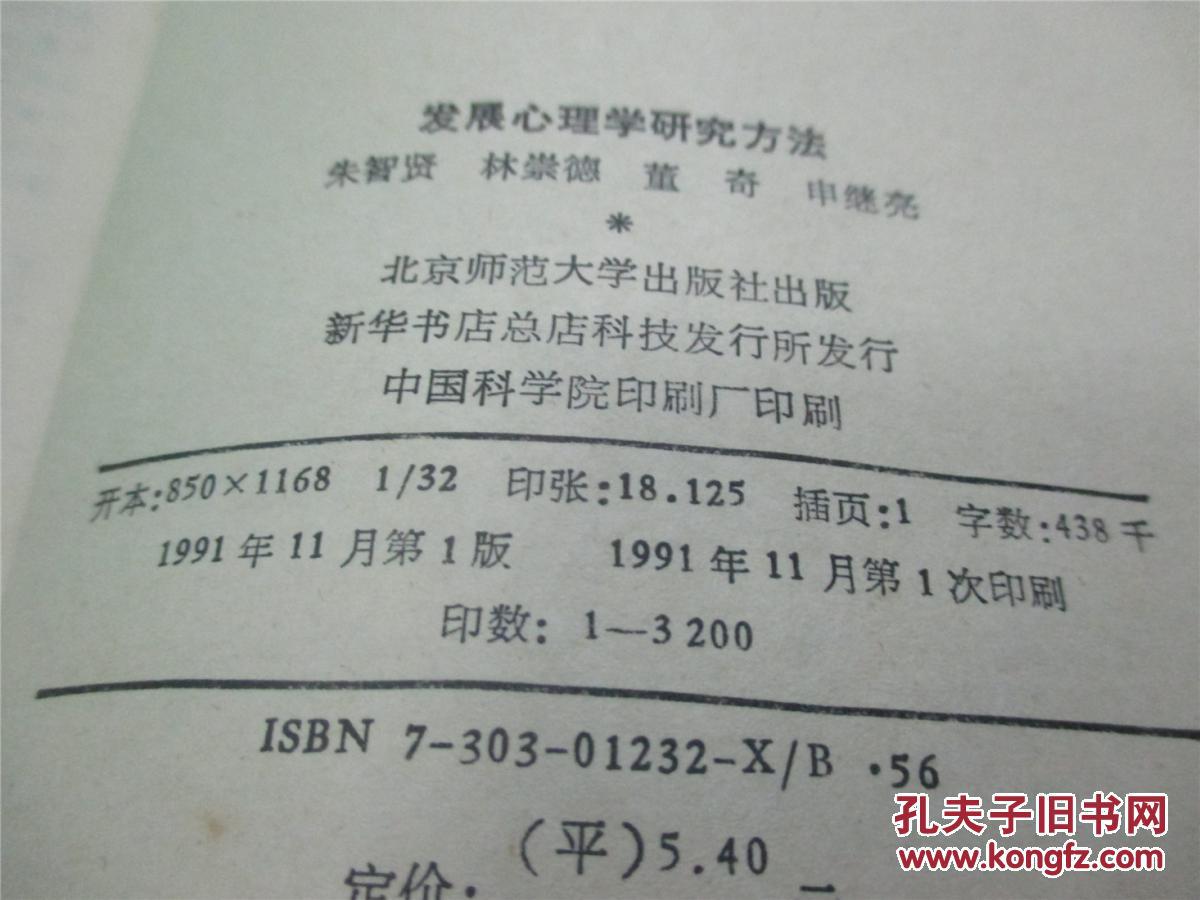 发展心理学研究方法
朱智贤 林崇德 董 奇 申继亮
*
北京师范大学出版社出版
新华书店总店科技发行所发行
中国科学院印刷厂印刷
开本:850×1168 1/32 印张:18.125 插页:1 字数:438千
1991年11月第1版 1991年11月第1次印刷
印数: 1—3 200
ISBN 7-303-01232-X/B·56
(平)5.40
定价:
孔夫子旧书网
www.kongfz.com